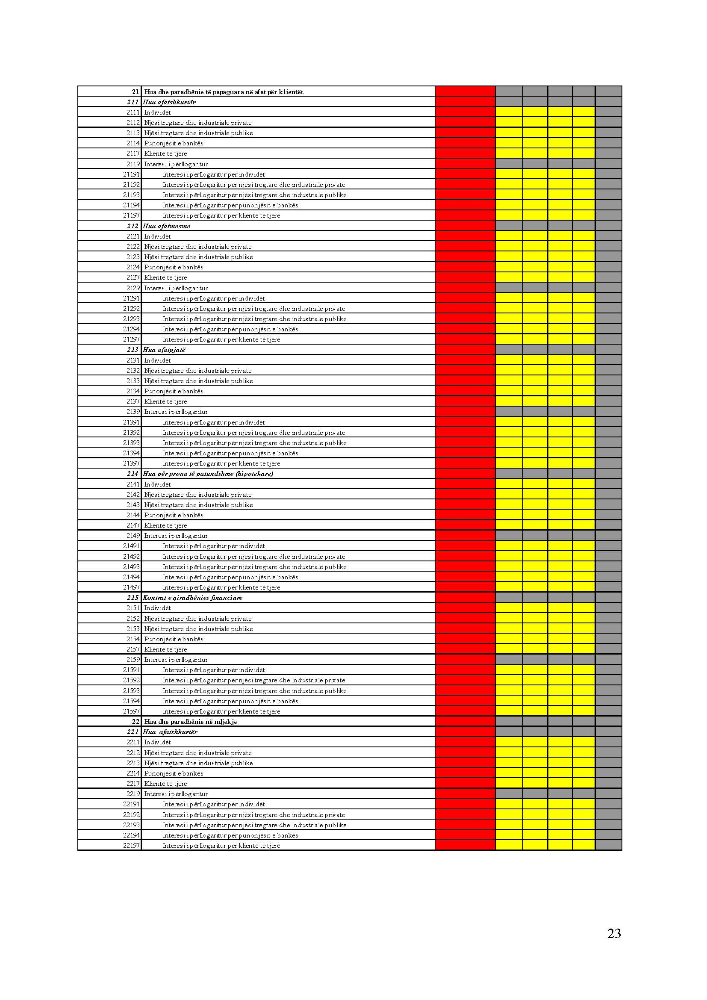 21 Hua dhe paradhënie të papaguara në afat për klientët
211 Hua afatshkurtër
2111 Individët
2112 Njësi tregtare dhe industriale private
2113 Njësi tregtare dhe industriale publike
2114 Punonjësit e bankës
2117 Klientë të tjerë
2119 Interesi i përllogaritur
21191 Interesi i përllogaritur për individët
21192 Interesi i përllogaritur për njësi tregtare dhe industriale private
21193 Interesi i përllogaritur për njësi tregtare dhe industriale publike
21194 Interesi i përllogaritur për punonjësit e bankës
21197 Interesi i përllogaritur për klientë të tjerë
212 Hua afatmesme
2121 Individët
2122 Njësi tregtare dhe industriale private
2123 Njësi tregtare dhe industriale publike
2124 Punonjësit e bankës
2127 Klientë të tjerë
2129 Interesi i përllogaritur
21291 Interesi i përllogaritur për individët
21292 Interesi i përllogaritur për njësi tregtare dhe industriale private
21293 Interesi i përllogaritur për njësi tregtare dhe industriale publike
21294 Interesi i përllogaritur për punonjësit e bankës
21297 Interesi i përllogaritur për klientë të tjerë
213 Hua afatgjatë
2131 Individët
2132 Njësi tregtare dhe industriale private
2133 Njësi tregtare dhe industriale publike
2134 Punonjësit e bankës
2137 Klientë të tjerë
2139 Interesi i përllogaritur
21391 Interesi i përllogaritur për individët
21392 Interesi i përllogaritur për njësi tregtare dhe industriale private
21393 Interesi i përllogaritur për njësi tregtare dhe industriale publike
21394 Interesi i përllogaritur për punonjësit e bankës
21397 Interesi i përllogaritur për klientë të tjerë
214 Hua për prona të patundshme (hipotekare)
2141 Individët
2142 Njësi tregtare dhe industriale private
2143 Njësi tregtare dhe industriale publike
2144 Punonjësit e bankës
2147 Klientë të tjerë
2149 Interesi i përllogaritur
21491 Interesi i përllogaritur për individët
21492 Interesi i përllogaritur për njësi tregtare dhe industriale private
21493 Interesi i përllogaritur për njësi tregtare dhe industriale publike
21494 Interesi i përllogaritur për punonjësit e bankës
21497 Interesi i përllogaritur për klientë të tjerë
215 Kontrat e qiradhënies financiare
2151 Individët
2152 Njësi tregtare dhe industriale private
2153 Njësi tregtare dhe industriale publike
2154 Punonjësit e bankës
2157 Klientë të tjerë
2159 Interesi i përllogaritur
21591 Interesi i përllogaritur për individët
21592 Interesi i përllogaritur për njësi tregtare dhe industriale private
21593 Interesi i përllogaritur për njësi tregtare dhe industriale publike
21594 Interesi i përllogaritur për punonjësit e bankës
21597 Interesi i përllogaritur për klientë të tjerë
22 Hua dhe paradhënie në ndjekje
221 Hua afatshkurtër
2211 Individët
2212 Njësi tregtare dhe industriale private
2213 Njësi tregtare dhe industriale publike
2214 Punonjësit e bankës
2217 Klientë të tjerë
2219 Interesi i përllogaritur
22191 Interesi i përllogaritur për individët
22192 Interesi i përllogaritur për njësi tregtare dhe industriale private
22193 Interesi i përllogaritur për njësi tregtare dhe industriale publike
22194 Interesi i përllogaritur për punonjësit e bankës
22197 Interesi i përllogaritur për klientë të tjerë
23